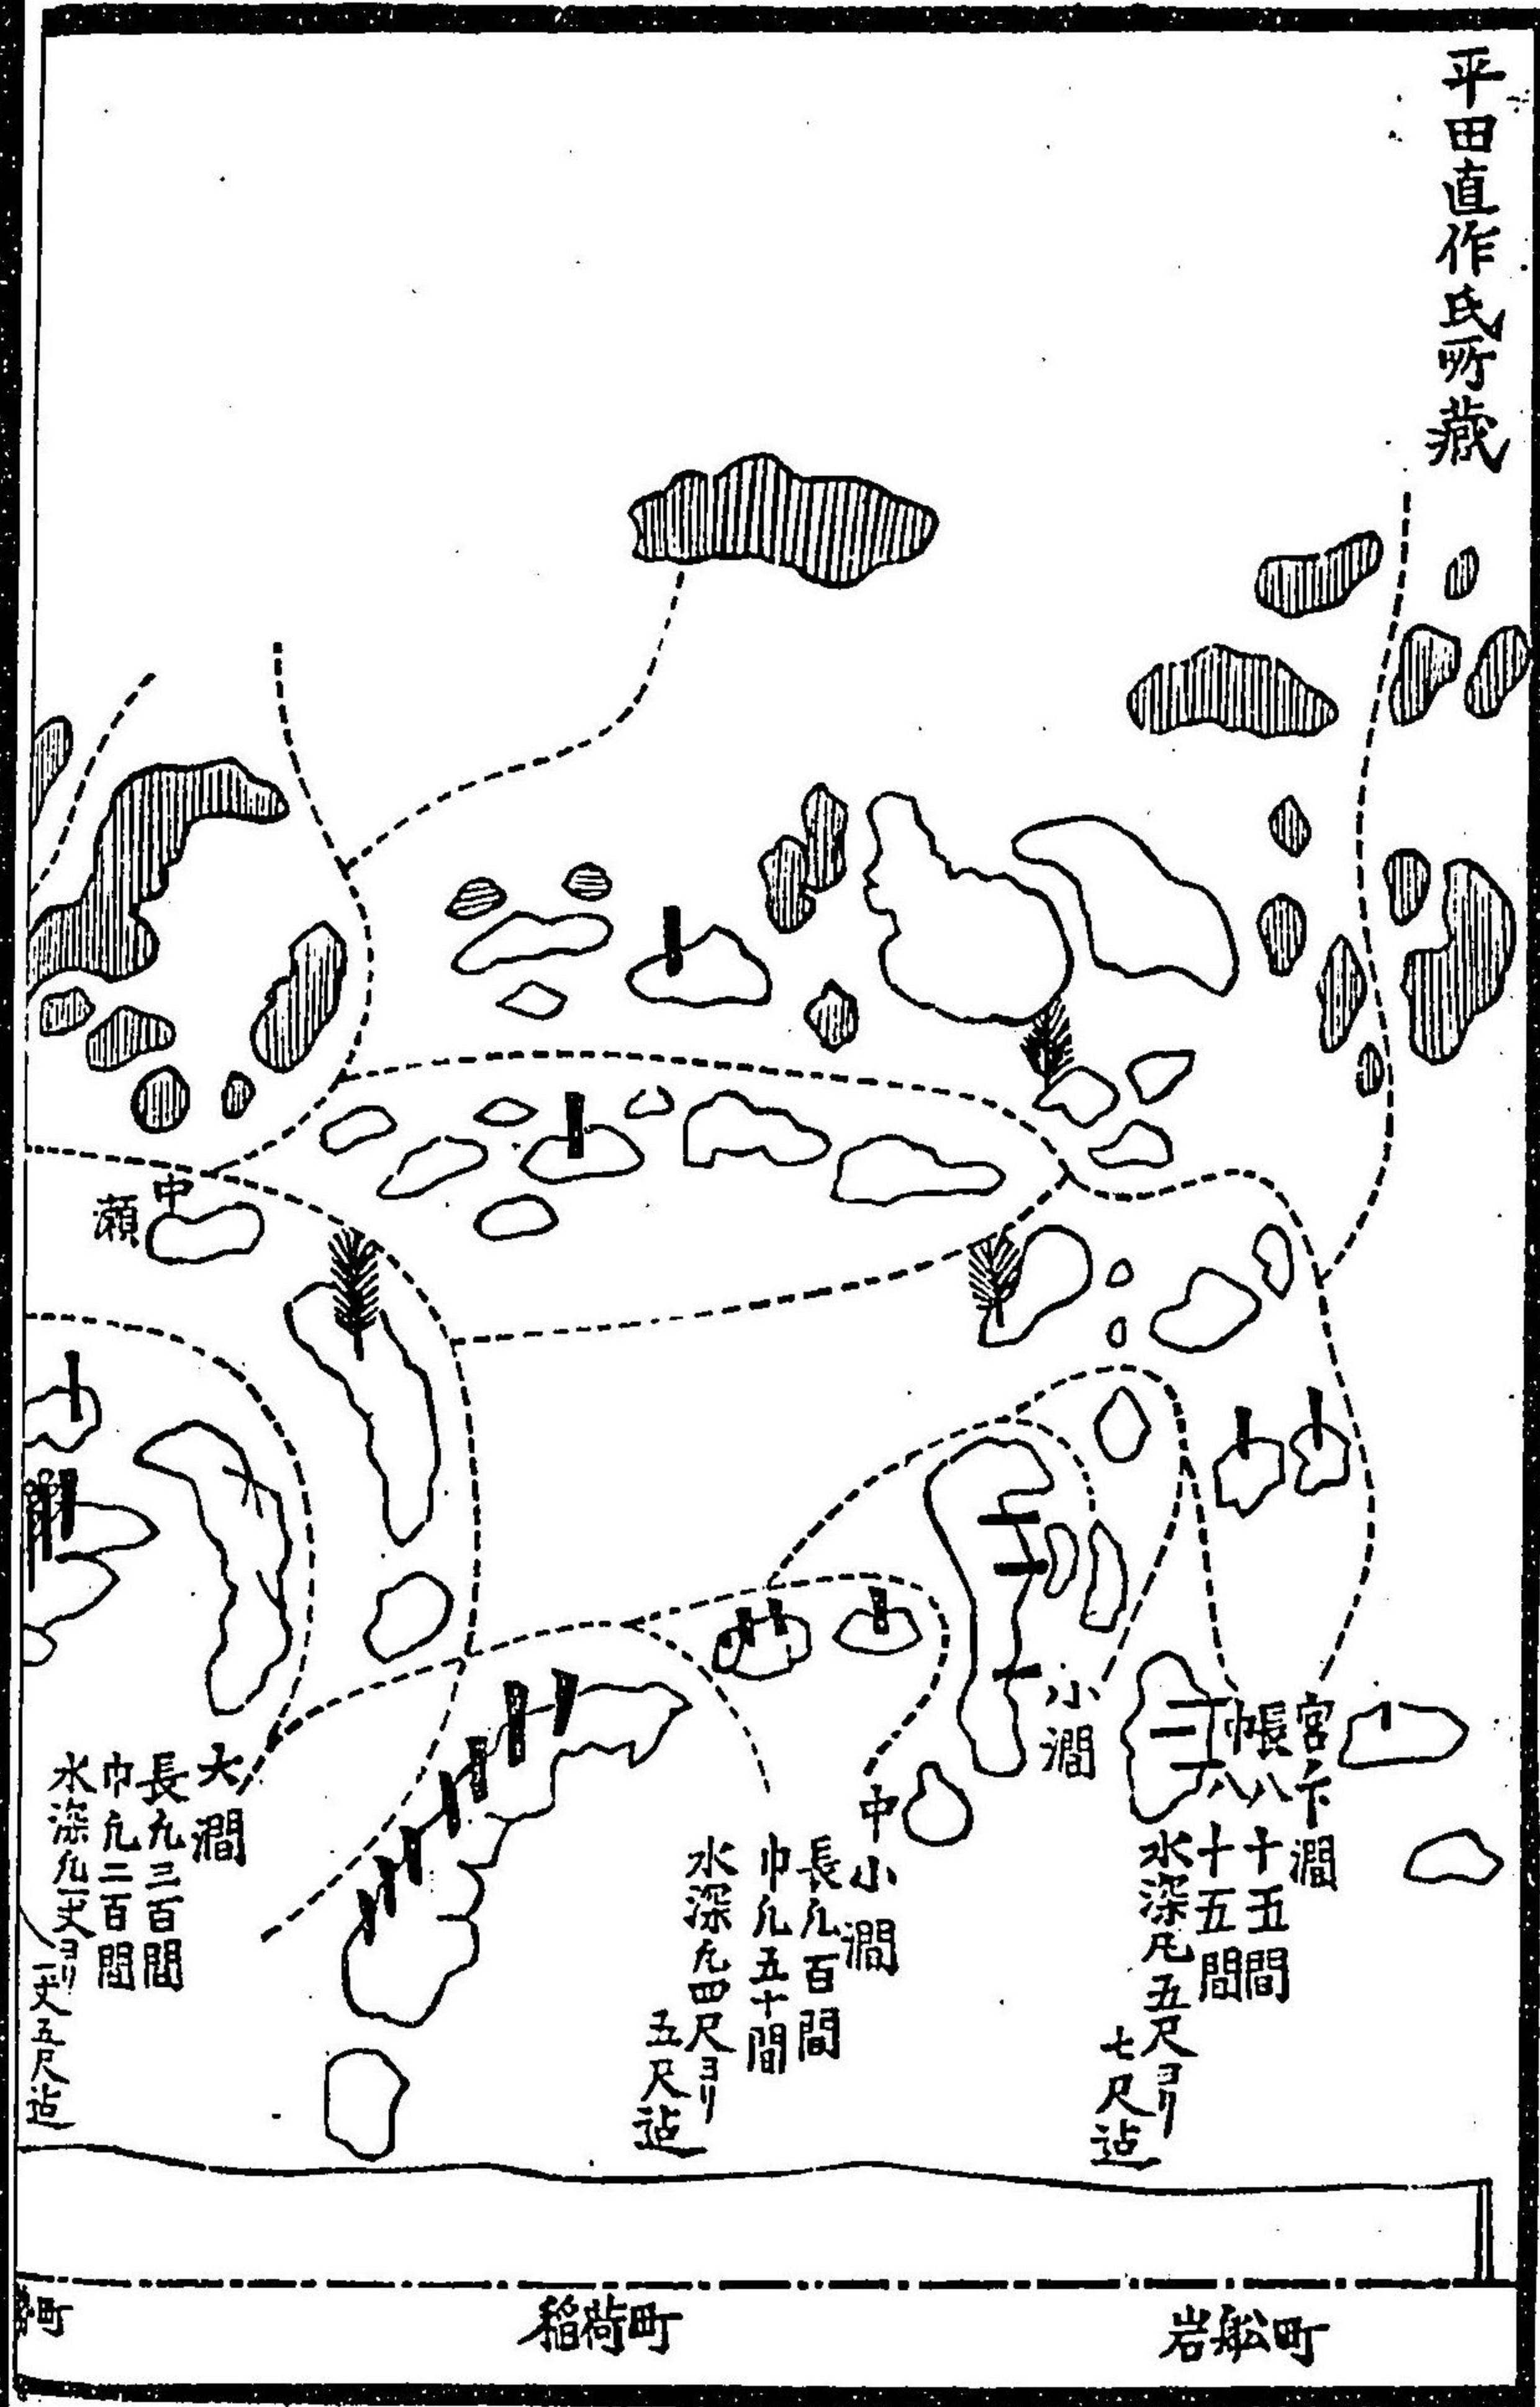 平田直作氏所蔵
宮下澗
長八十五間
巾八十五間
水深凡五尺ヨリ
七尺迠
小澗
中小澗
長凡百間
巾凡五十間
水深凡四尺ヨリ
五尺迠
中瀬
大澗
長凡三百間
巾凡二百間
水深凡一丈ヨリ
一丈五尺迠
岩舩町
稲荷町
町